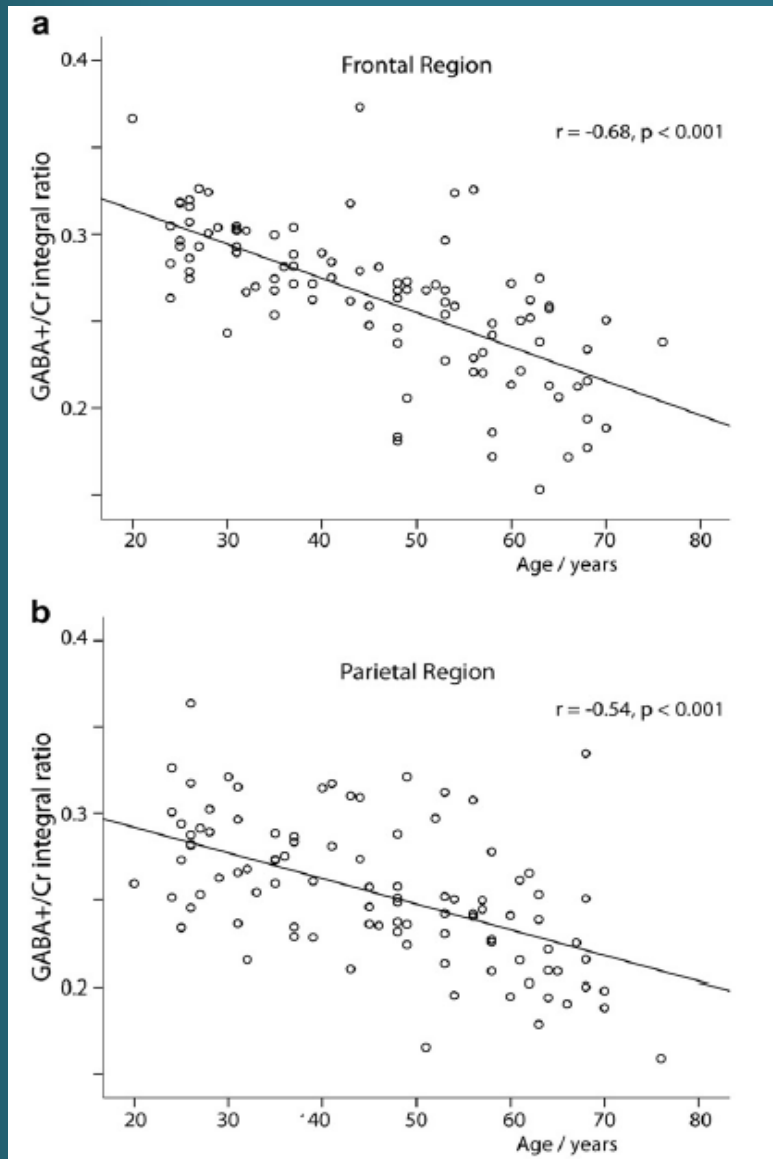 a
Frontal Region
r = -0.68, p < 0.001
GABA+/Cr integral ratio
0.4
0.3
0.2
20 30 40 50 60 70 80
Age / years
b
Parietal Region
r = -0.54, p < 0.001
GABA+/Cr integral ratio
0.4
0.3
0.2
20 30 40 50 60 70 80
Age / years